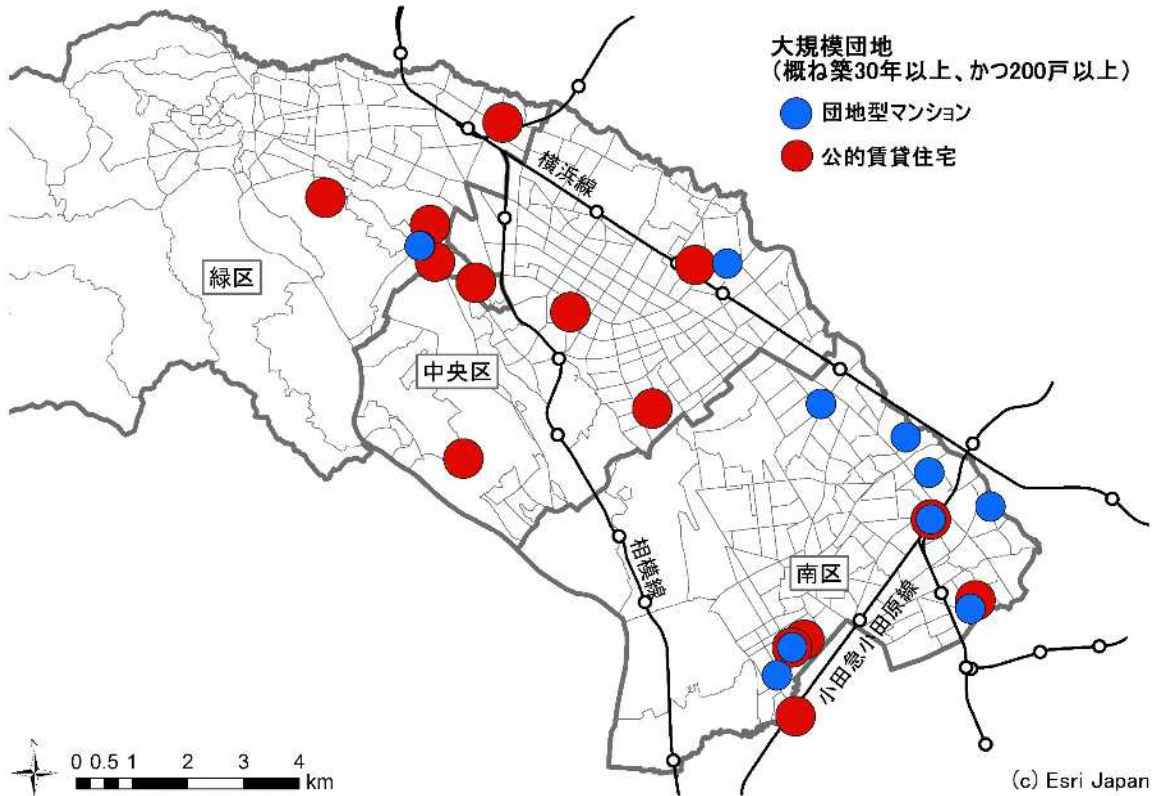 大規模団地
(概ね築30年以上、かつ200戸以上)
団地型マンション
公的賃貸住宅
横浜線
緑区
中央区
相模線
南区
小田急小田原線
N
0 0.5 1 2 3 4
km
(c) Esri Japan